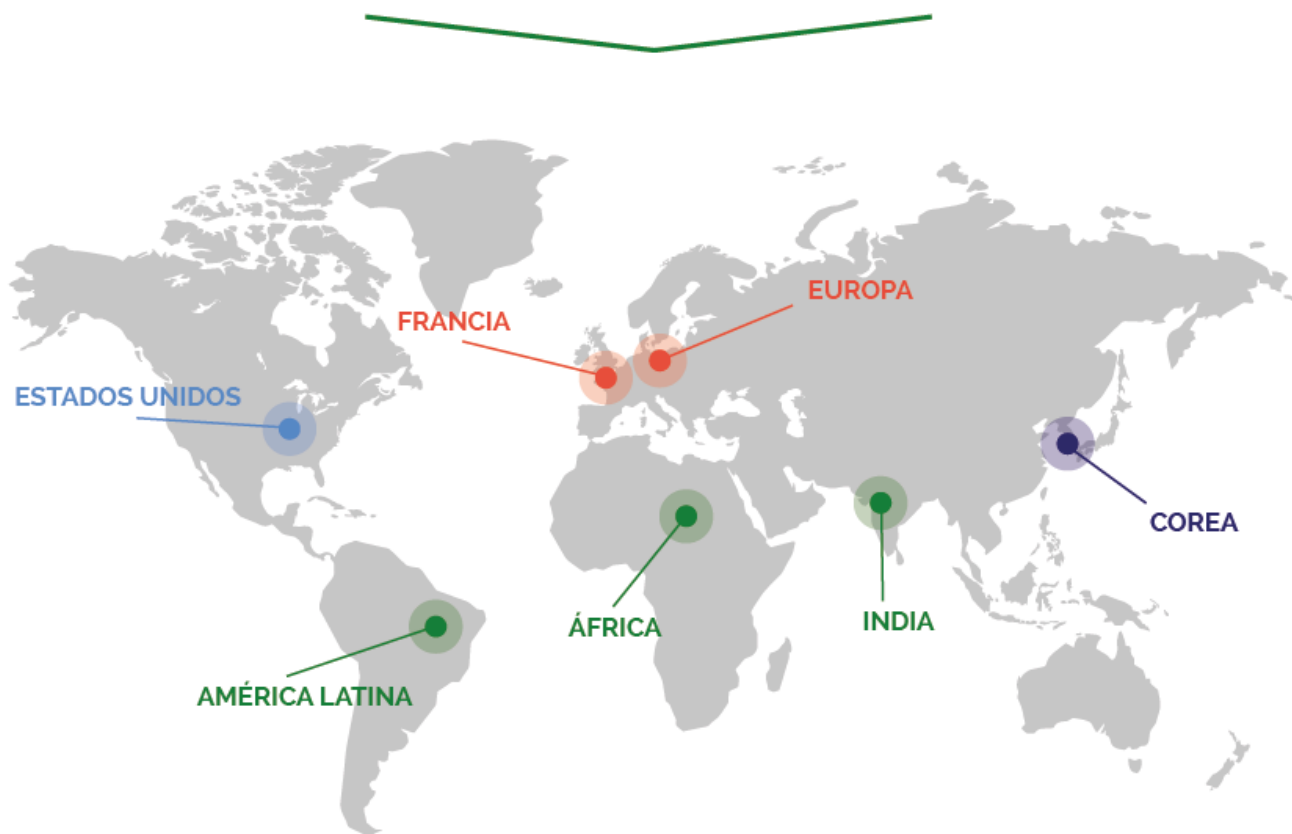 EUROPA
FRANCIA
ESTADOS UNIDOS
COREA
INDIA
ÁFRICA
AMÉRICA LATINA